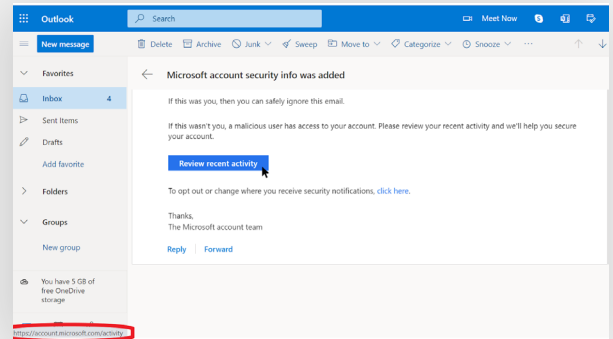 Outlook
Search
Meet Now
New message
Delete
Archive
Junk
Sweep
Move to
Categorize
Snooze
...
Favorites
Inbox 4
Sent Items
Drafts
Add favorite
Folders
Groups
New group
You have 5 GB of
free OneDrive
storage
Microsoft account security info was added
If this was you, then you can safely ignore this email.
If this wasn't you, a malicious user has access to your account. Please review your recent activity and we'll help you secure
your account.
Review recent activity
To opt out or change where you receive security notifications, click here.
Thanks,
The Microsoft account team
Reply
Forward
https://account.microsoft.com/activity